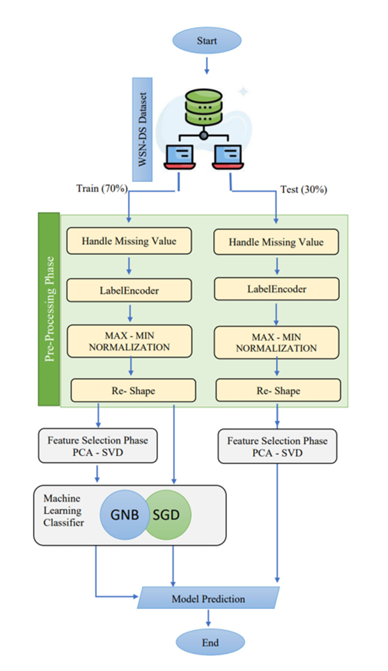 Start
WSN-DS Dataset
Train (70%)
Test (30%)
Pre-Processing Phase
Handle Missing Value
Handle Missing Value
LabelEncoder
LabelEncoder
MAX - MIN
NORMALIZATION
MAX - MIN
NORMALIZATION
Re- Shape
Re- Shape
Feature Selection Phase
PCA - SVD
Feature Selection Phase
PCA - SVD
Machine
Learning
Classifier
GNB
SGD
Model Prediction
End